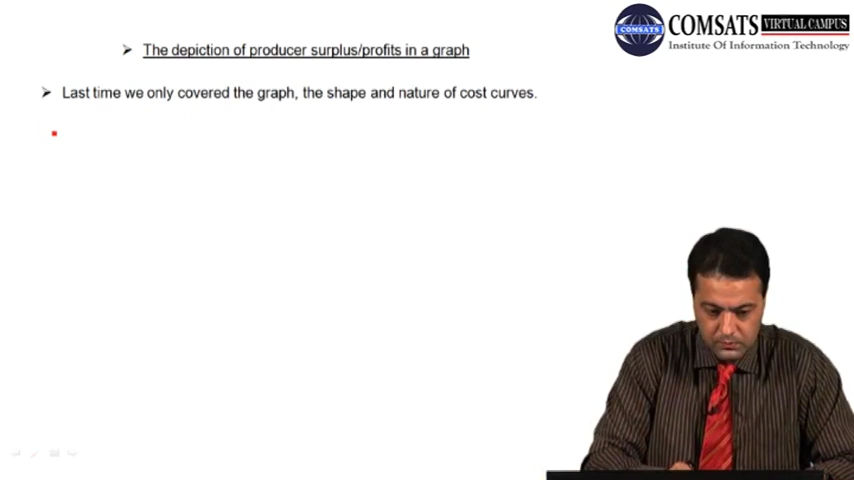 COMSATS VIRTUAL CAMPUS
COMSATS
Institute Of Information Technology
➢ The depiction of producer surplus/profits in a graph
➢ Last time we only covered the graph, the shape and nature of cost curves.